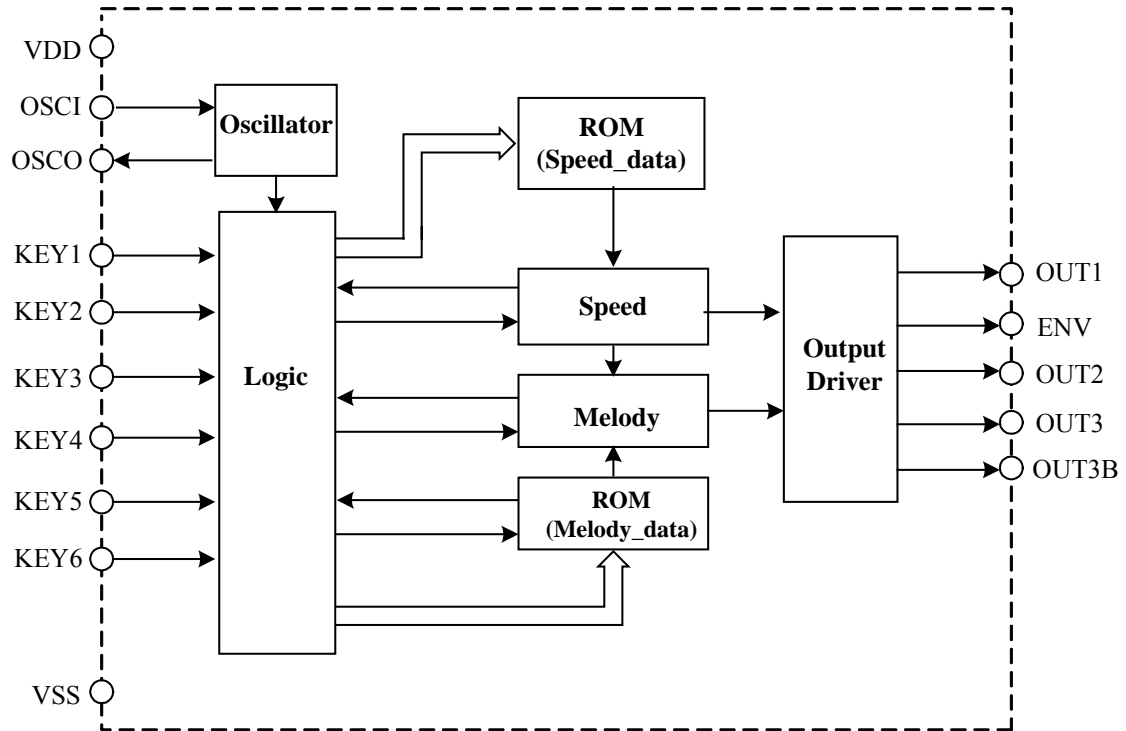 VDD
OSCI
OSCO
KEY1
KEY2
KEY3
KEY4
KEY5
KEY6
VSS
Oscillator
Logic
ROM
(Speed_data)
Speed
Melody
ROM
(Melody_data)
Output
Driver
OUT1
ENV
OUT2
OUT3
OUT3B